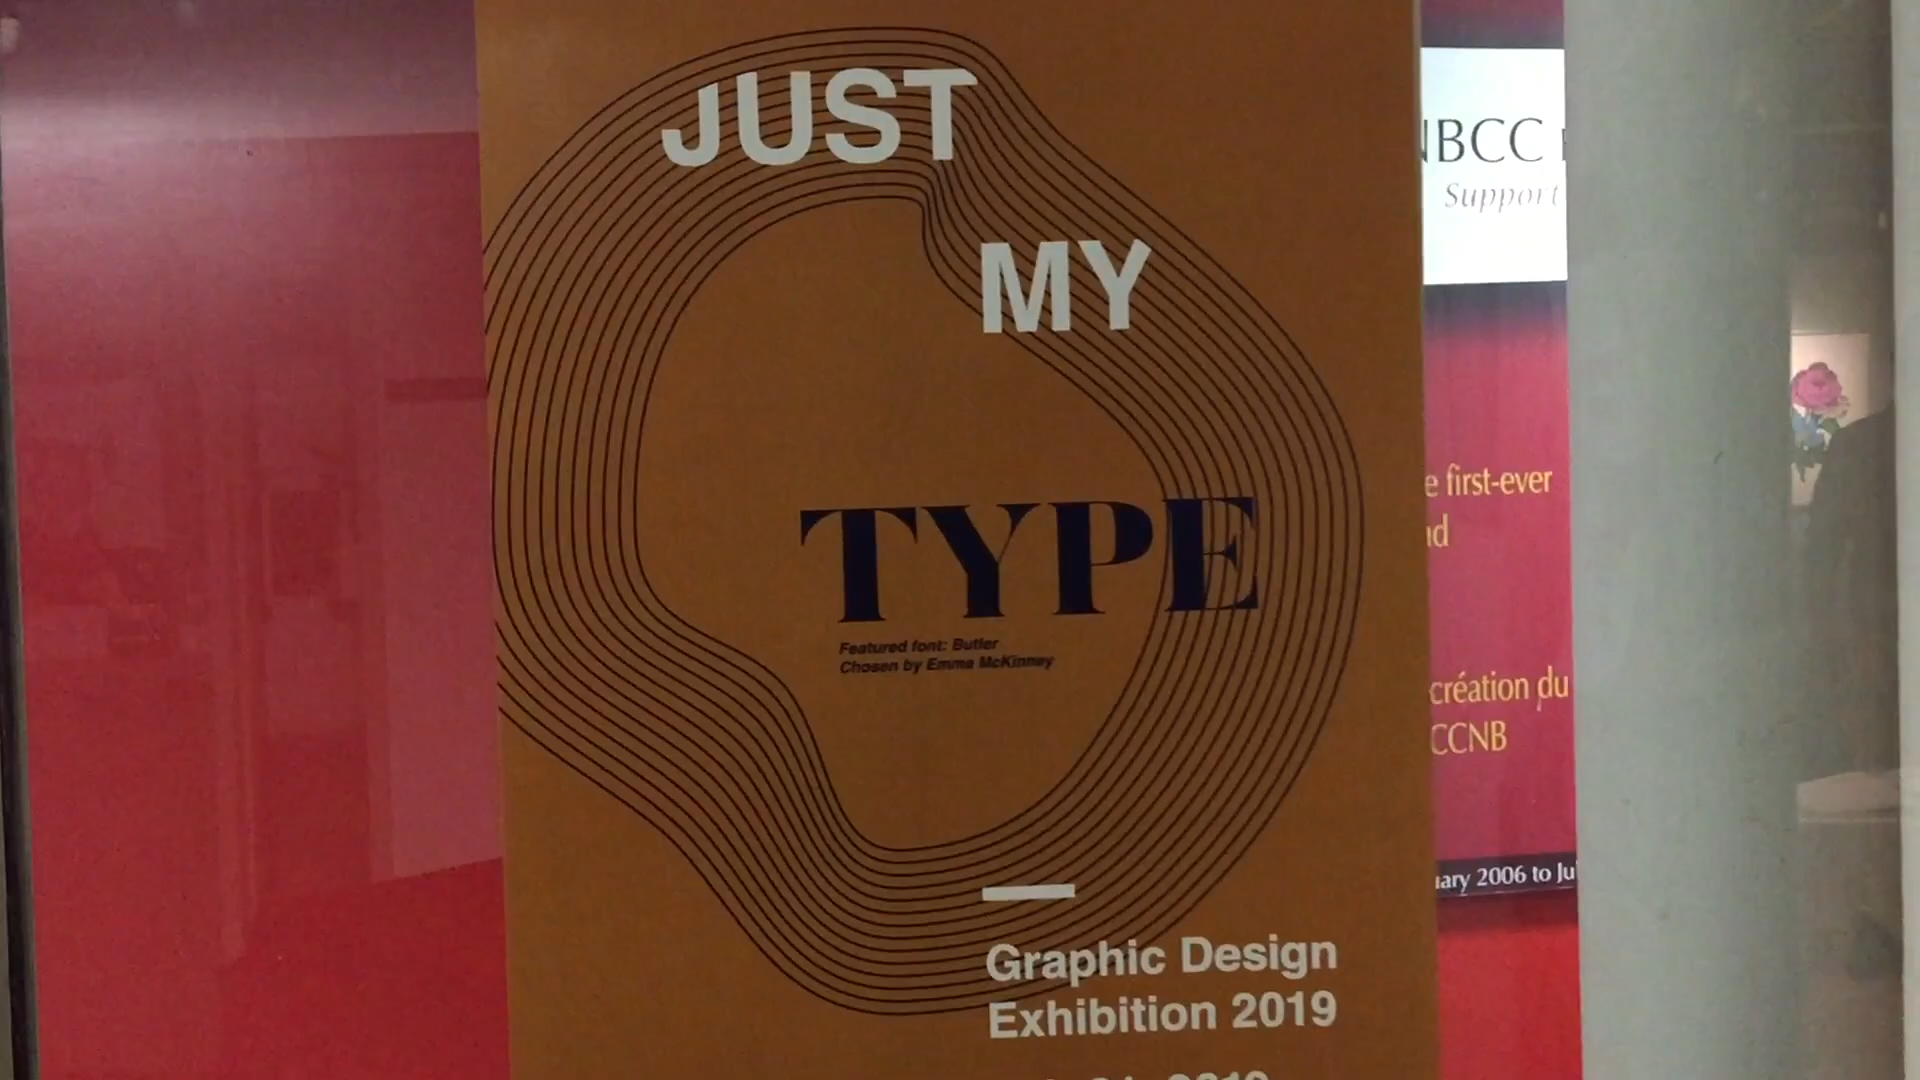 JUST
MY
TYPE
Featured font: Butler
Chosen by Emma McKinney
Graphic Design
Exhibition 2019
2019
NBCC
Support
first-ever
création du
CCNB
2006 to